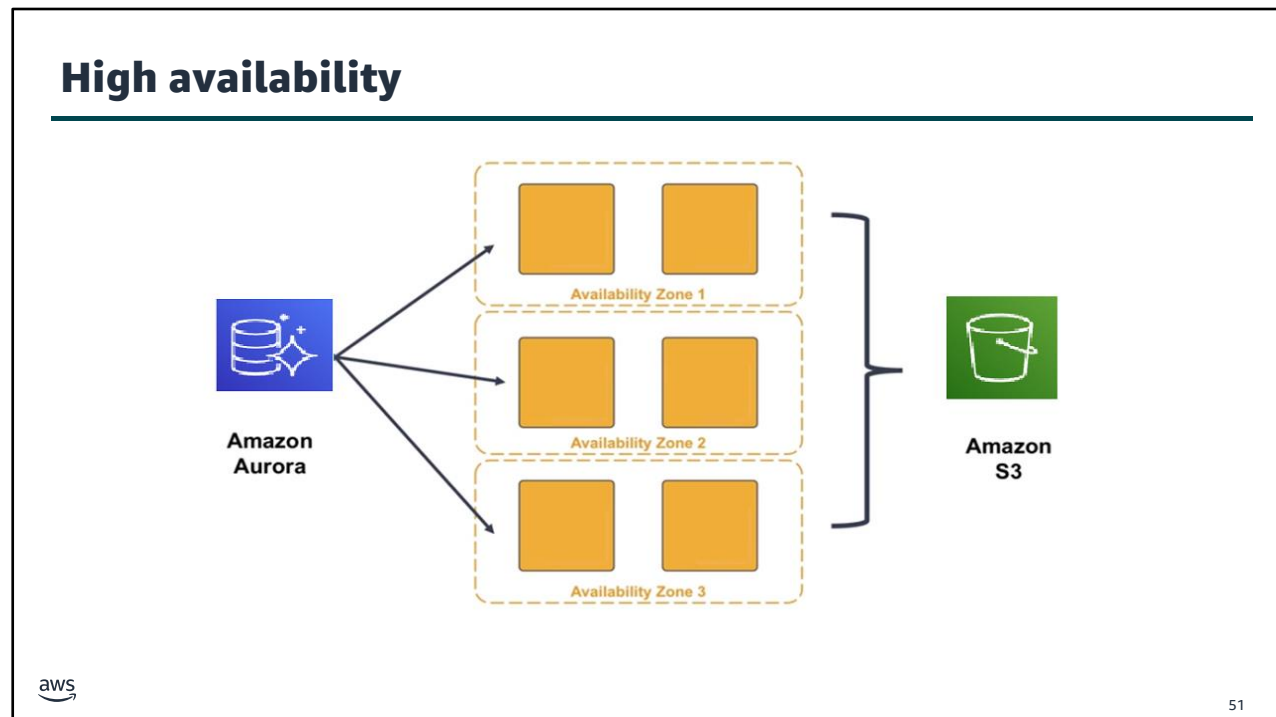 High availability
Availability Zone 1
Amazon
Aurora
Availability Zone 2
Amazon
S3
Availability Zone 3
aws
51